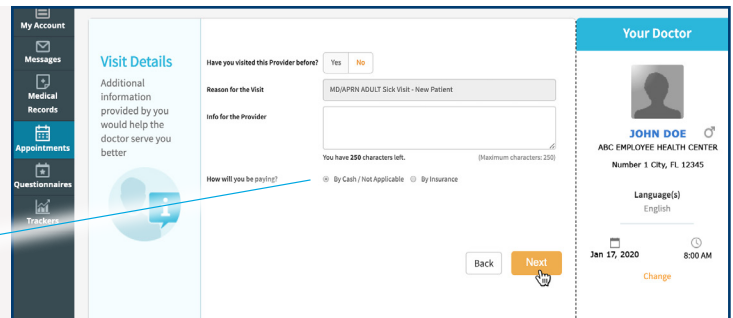 My Account
Messages
Medical
Records
Appointments
Questionnaires
Trackers
Visit Details
Additional
information
provided by you
would help the
doctor serve you
better
Have you visited this Provider before?
Yes No
Reason for the Visit
MD/APRN ADULT Sick Visit - New Patient
Info for the Provider
You have 250 characters left. (Maximum characters: 250)
How will you be paying?
By Cash / Not Applicable By Insurance
Back Next
Your Doctor
JOHN DOE
ABC EMPLOYEE HEALTH CENTER
Number 1 City, FL 12345
Language(s)
English
Jan 17, 2020 8:00 AM
Change